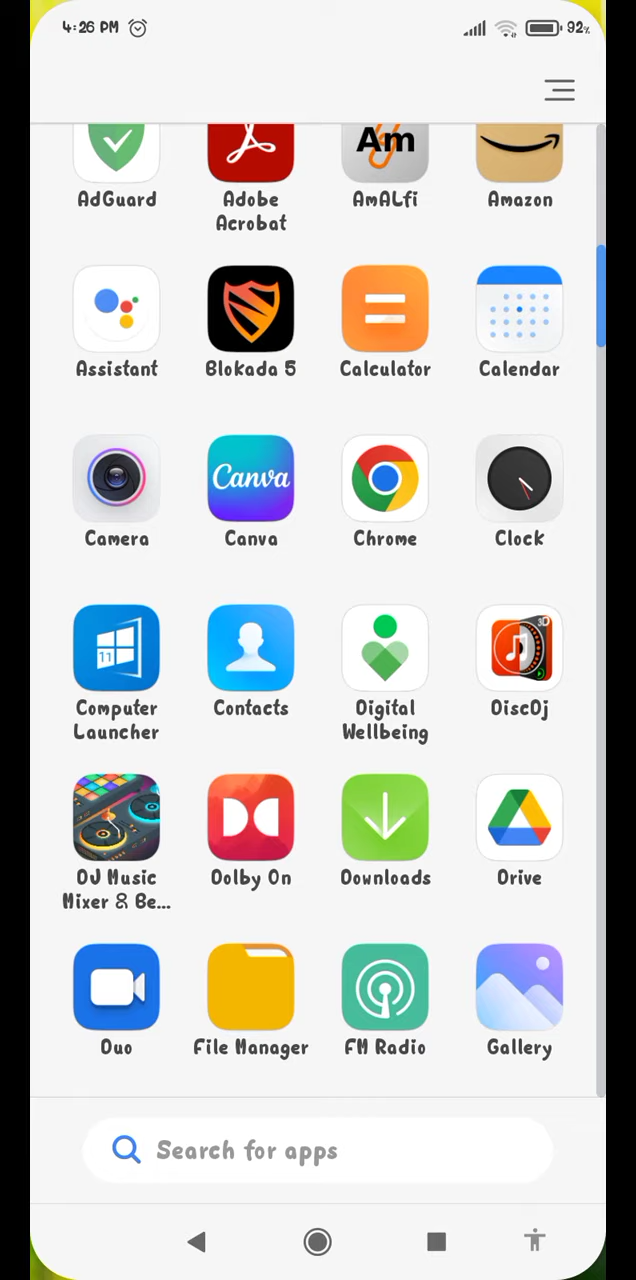 4:26 PM 92%
AdGuard Adobe Acrobat AmALfi Amazon
Am
Assistant Blokada 5 Calculator Calendar
Canva
Camera Canva Chrome Clock
11
3D
Computer Launcher Contacts Digital Wellbeing DiscDj
DJ Music Mixer & Be... Dolby On Downloads Drive
Duo File Manager FM Radio Gallery
Search for apps